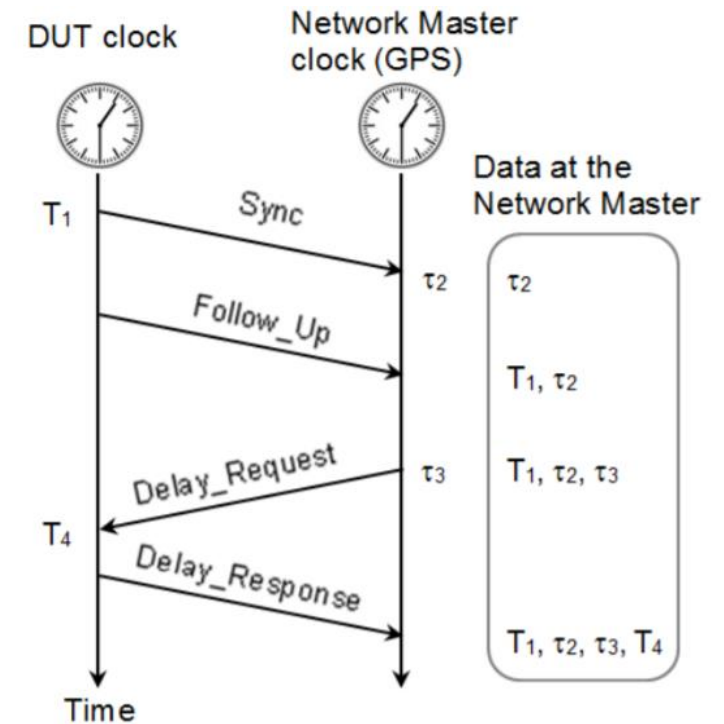 DUT clock
Network Master
clock (GPS)
Data at the
Network Master
T1
Sync
τ2
τ2
Follow_Up
T1, τ2
Delay_Request
τ3
T1, τ2, τ3
T4
Delay_Response
T1, τ2, τ3, T4
Time